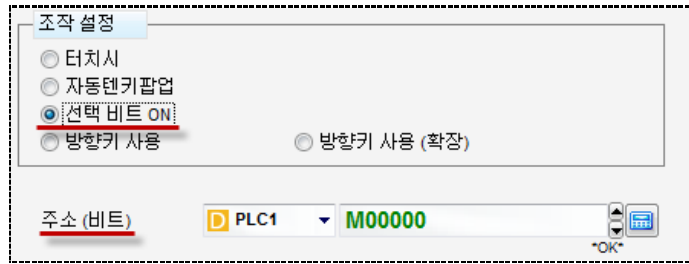 조작 설정
터치시
자동텐키팝업
선택 비트 ON
방향키 사용 방향키 사용 (확장)
주소 (비트) D PLC1 M00000
*OK*